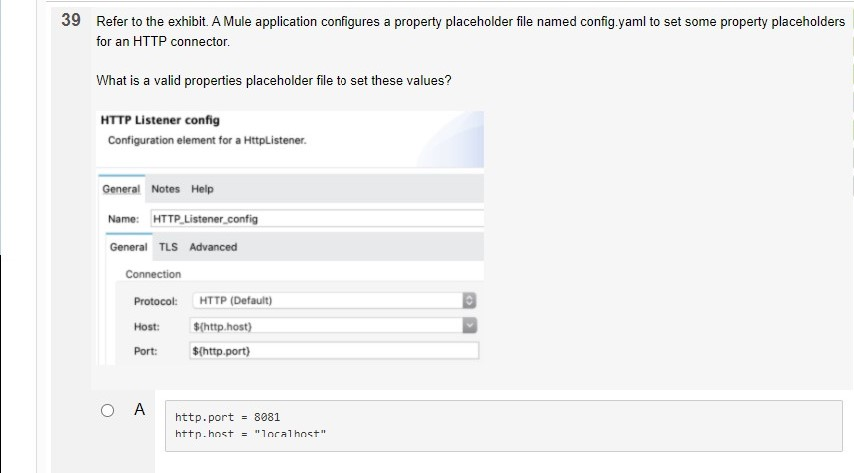 39 Refer to the exhibit. A Mule application configures a property placeholder file named config.yaml to set some property placeholders
for an HTTP connector.
What is a valid properties placeholder file to set these values?
HTTP Listener config
Configuration element for a HttpListener.
General Notes Help
Name: HTTP_Listener_config
General TLS Advanced
Connection
Protocol: HTTP (Default)
Host: ${http.host}
Port: ${http.port}
A
http.port = 8081
http.host = "localhost"